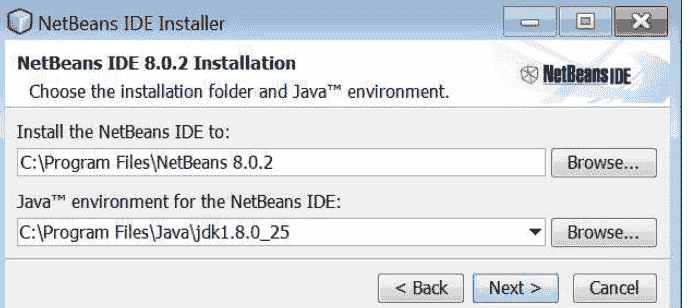 NetBeans IDE Installer
NetBeans IDE 8.0.2 Installation
Choose the installation folder and Java™ environment.
NetBeans IDE
Install the NetBeans IDE to:
C:\Program Files\NetBeans 8.0.2
Browse...
Java™ environment for the NetBeans IDE:
C:\Program Files\Java\jdk1.8.0_25
Browse...
< Back
Next >
Cancel